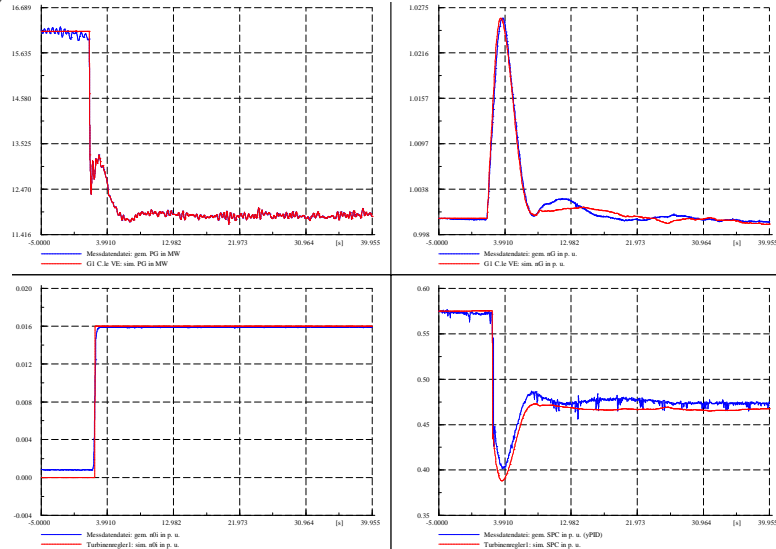 16.689
15.635
14.580
13.525
12.470
11.416
-5.0000 3.9910 12.982 21.973 30.964 [s] 39.955
Messdatendatei: gem. PG in MW
G1 C.le VE: sim. PG in MW
1.0275
1.0216
1.0157
1.0097
1.0038
0.998
-5.0000 3.9910 12.982 21.973 30.964 [s] 39.955
Messdatendatei: gem. nG in p. u.
G1 C.le VE: sim. nG in p. u.
0.020
0.016
0.012
0.008
0.004
0.000
-0.004
-5.0000 3.9910 12.982 21.973 30.964 [s] 39.955
Messdatendatei: gem. n0i in p. u.
Turbinenregler1: sim. n0i in p. u.
0.60
0.55
0.50
0.45
0.40
0.35
-5.0000 3.9910 12.982 21.973 30.964 [s] 39.955
Messdatendatei: gem. SPC in p. u. (yPID)
Turbinenregler1: sim. SPC in p. u.